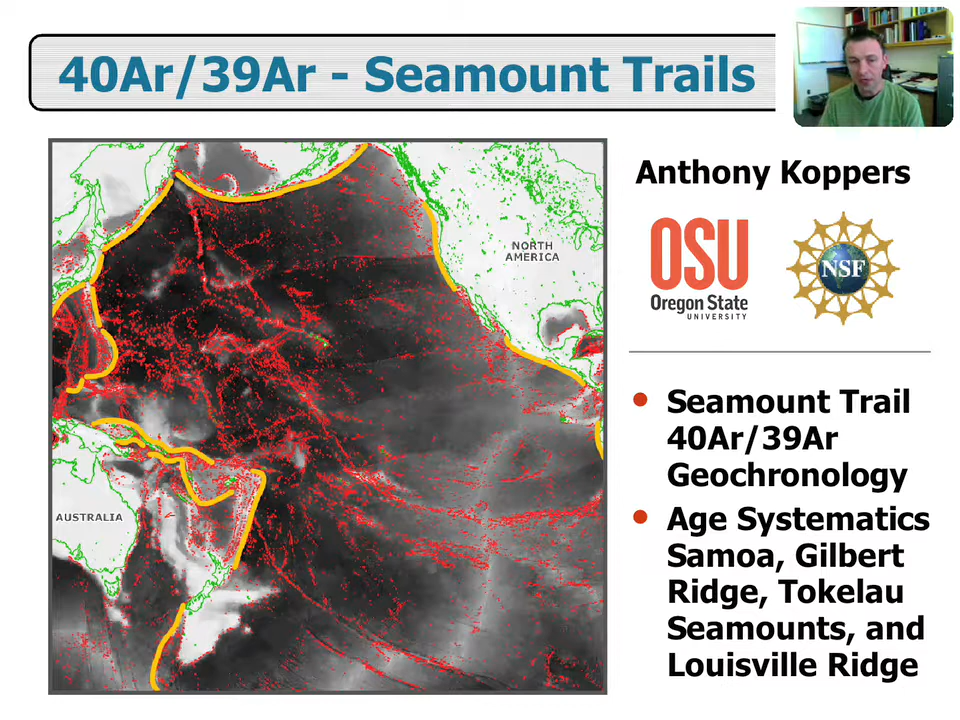 40Ar/39Ar - Seamount Trails
Anthony Koppers
OSU
Oregon State
UNIVERSITY
NSF
NORTH
AMERICA
AUSTRALIA
Seamount Trail
40Ar/39Ar
Geochronology
Age Systematics
Samoa, Gilbert
Ridge, Tokelau
Seamounts, and
Louisville Ridge